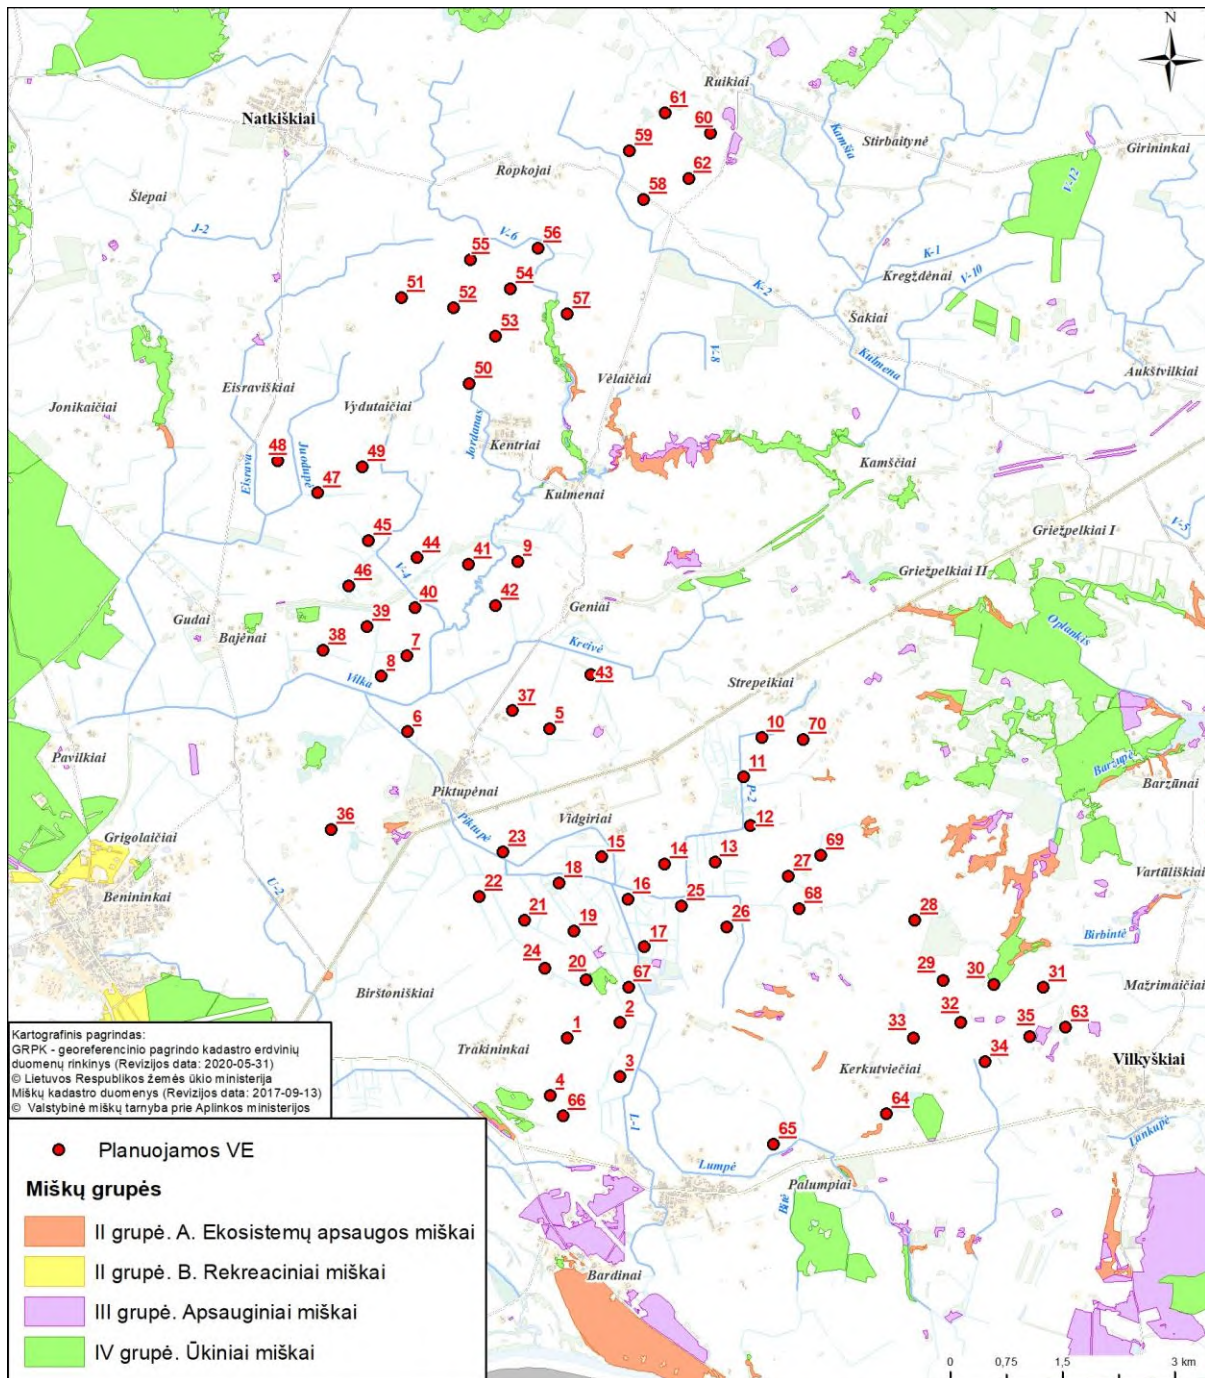 N
Ruikiai
61
60
Natkiškiai
59
Kamšia
Stirbaitynė
Girininkai
Ropkojai
62
V-12
Šlepai
58
J-2
V-6
56
55
K-1
Kregždėnai
54
51
52
K-2
V-10
57
Šakiai
53
V-8
Kulmena
50
Vėlaičiai
Aukštvilkiai
Eisraviškiai
Jonikaičiai
Vydutaičiai
Jordanas
Kentriai
48
Juodupė
49
Kamščiai
Eisrava
47
Kulmenai
V-5
Griežpelkiai I
45
44
41
9
V-4
Griežpelkiai II
46
40
42
39
Geniai
Gudai
Bajėnai
Oplankis
38
7
Kreivė
8
43
Vilka
Strepeikiai
37
5
10
70
6
Pavilkiai
11
Baržupė
Barzūnai
P-2
Piktupėnai
36
Piktupė
Vidgiriai
12
Grigolaičiai
23
15
14
13
69
27
Vartūliškiai
18
U-2
22
16
25
68
Benininkai
21
19
26
28
Birbintė
17
24
20
29
30
31
Birštoniškiai
67
Mažrimaičiai
2
32
63
1
33
35
Trakininkai
34
Vilkyškiai
3
Kerkutviečiai
4
66
64
L-1
65
Lankupė
Lumpė
Palumpiai
Bitė
Bardinai
Kartografinis pagrindas:
GRPK - georeferencinio pagrindo kadastro erdvinių
duomenų rinkinys (Revizijos data: 2020-05-31)
© Lietuvos Respublikos žemės ūkio ministerija
Miškų kadastro duomenys (Revizijos data: 2017-09-13)
© Valstybinė miškų tarnyba prie Aplinkos ministerijos
Planuojamos VE
Miškų grupės
II grupė. A. Ekosistemų apsaugos miškai
II grupė. B. Rekreaciniai miškai
III grupė. Apsauginiai miškai
IV grupė. Ūkiniai miškai
0 0,75 1,5 3 km